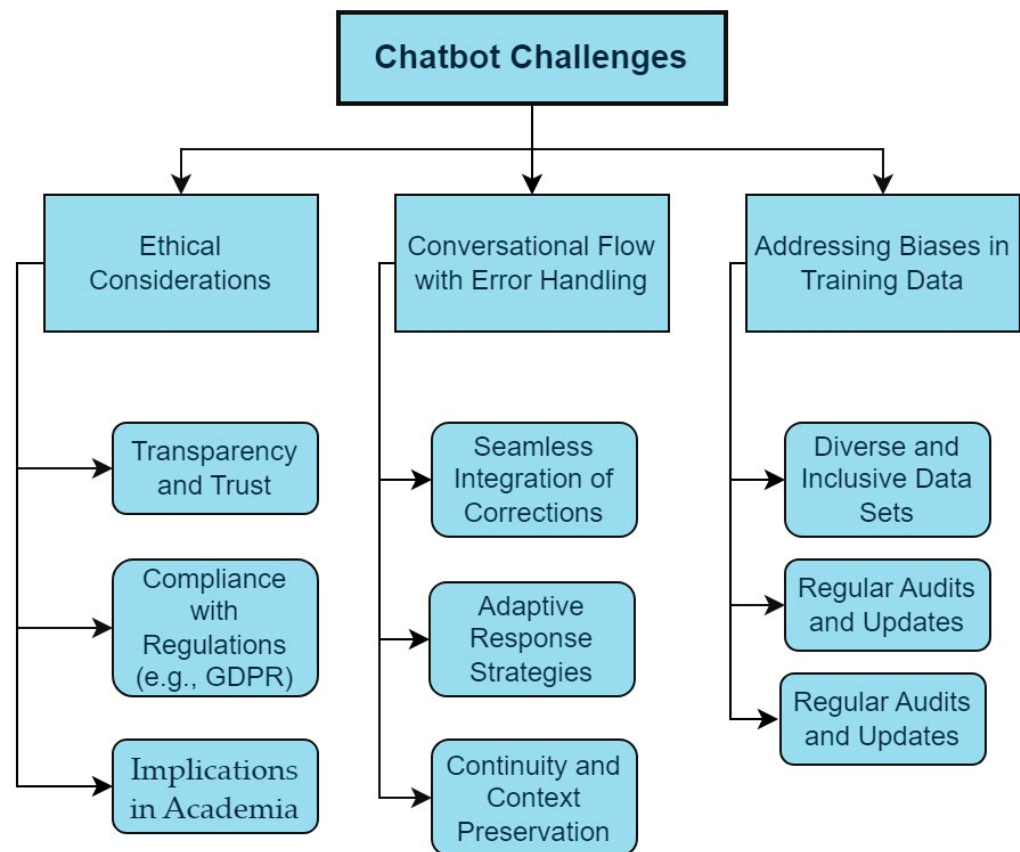 Chatbot Challenges
Ethical
Considerations
Conversational Flow
with Error Handling
Addressing Biases in
Training Data
Transparency
and Trust
Compliance
with
Regulations
(e.g., GDPR)
Implications
in Academia
Seamless
Integration of
Corrections
Adaptive
Response
Strategies
Continuity and
Context
Preservation
Diverse and
Inclusive Data
Sets
Regular Audits
and Updates
Regular Audits
and Updates